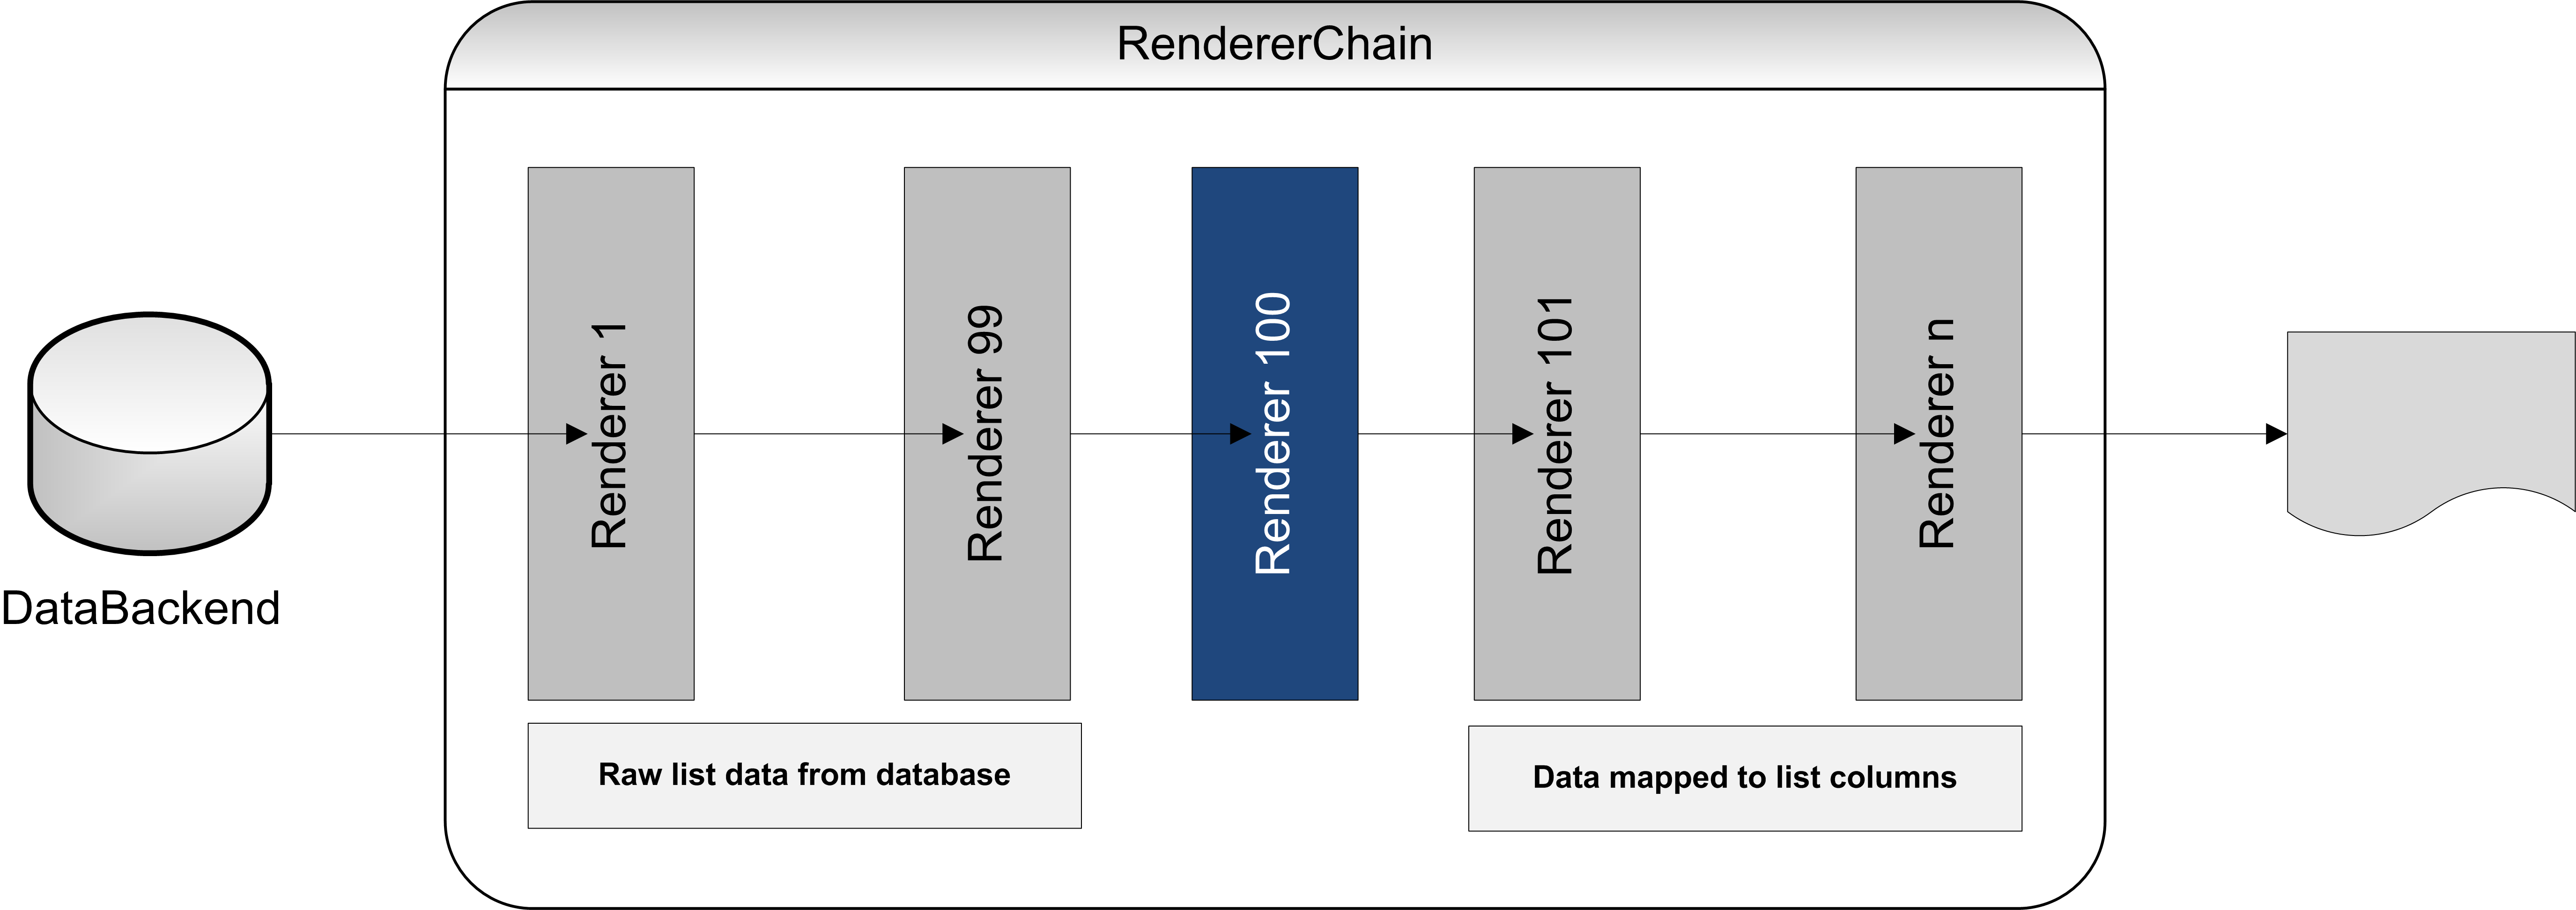 RendererChain
DataBackend
Renderer 1
Renderer 99
Renderer 100
Renderer 101
Renderer n
Raw list data from database
Data mapped to list columns